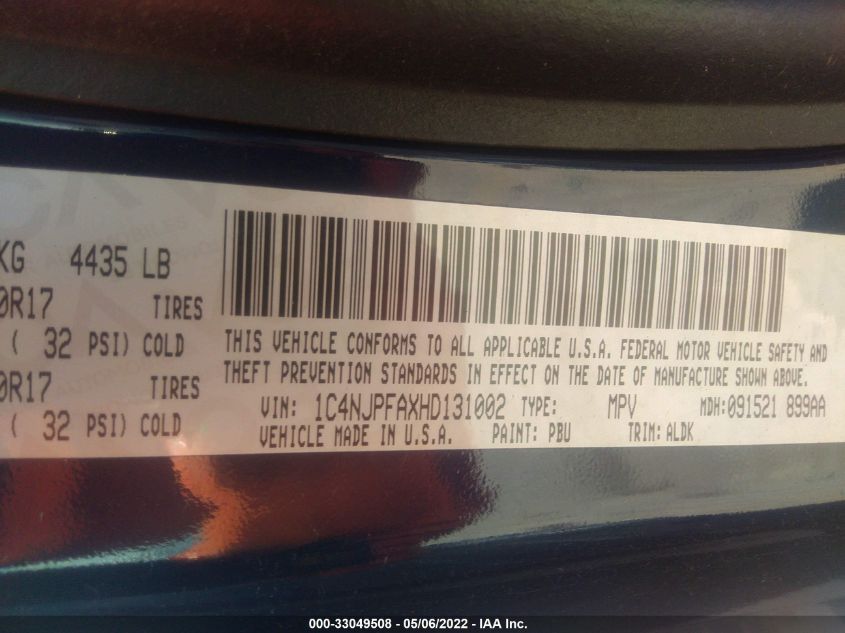 KG 4435 LB
0R17 TIRES
( 32 PSI) COLD
0R17 TIRES
( 32 PSI) COLD
THIS VEHICLE CONFORMS TO ALL APPLICABLE U.S.A. FEDERAL MOTOR VEHICLE SAFETY AND
THEFT PREVENTION STANDARDS IN EFFECT ON THE DATE OF MANUFACTURE SHOWN ABOVE.
VIN: 1C4NJPFAXHD131002 TYPE: MPV MDH: 091521 899AA
VEHICLE MADE IN U.S.A. PAINT: PBU TRIM: ALDK
000-33049508 - 05/06/2022 - IAA Inc.